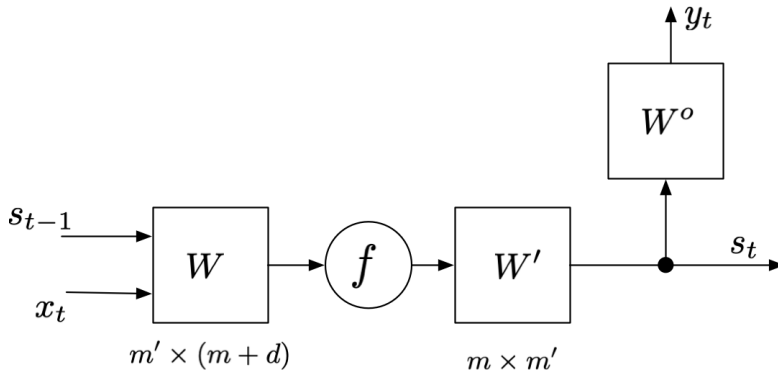 y_t
W^o
s_{t-1}
W
f
W'
s_t
x_t
m' × (m + d)
m × m'